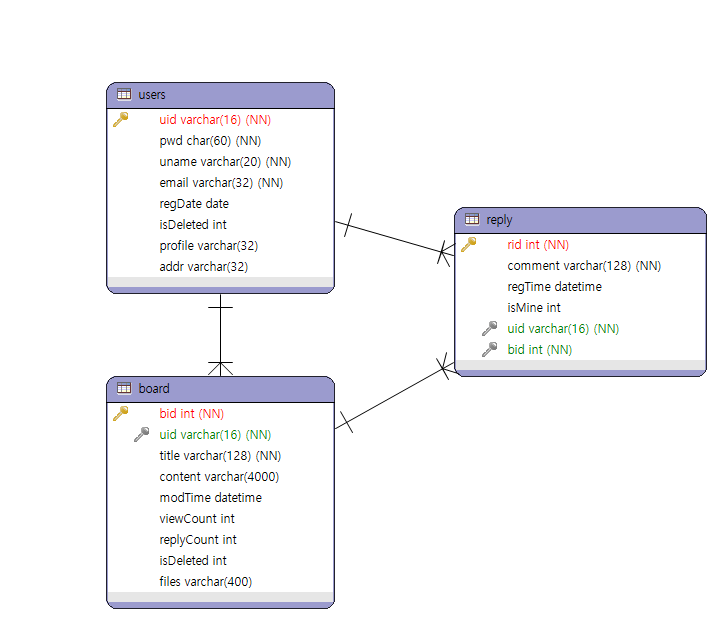 users
uid varchar(16) (NN)
pwd char(60) (NN)
uname varchar(20) (NN)
email varchar(32) (NN)
regDate date
isDeleted int
profile varchar(32)
addr varchar(32)
reply
rid int (NN)
comment varchar(128) (NN)
regTime datetime
isMine int
uid varchar(16) (NN)
bid int (NN)
board
bid int (NN)
uid varchar(16) (NN)
title varchar(128) (NN)
content varchar(4000)
modTime datetime
viewCount int
replyCount int
isDeleted int
files varchar(400)